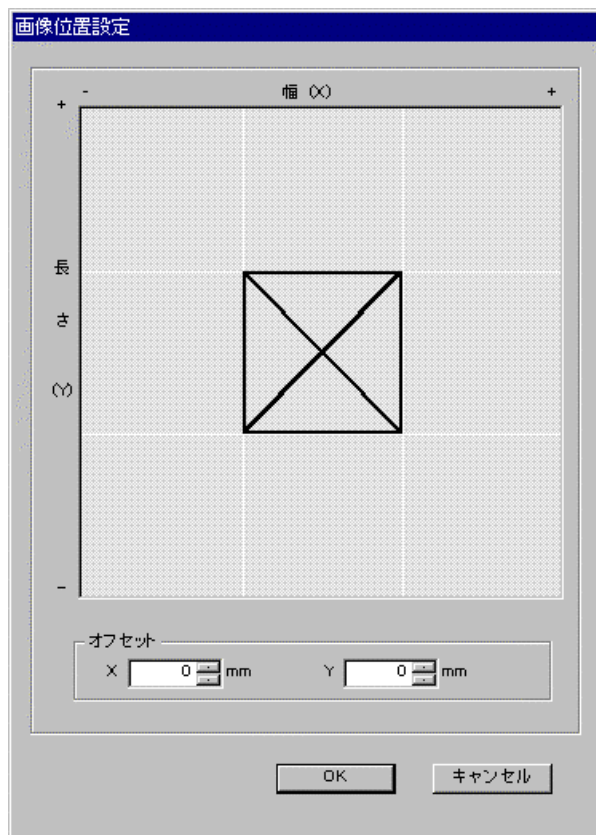 画像位置設定
- 幅 (X) +
+
長さ (Y)
-
オフセット
X 0 mm Y 0 mm
OK キャンセル